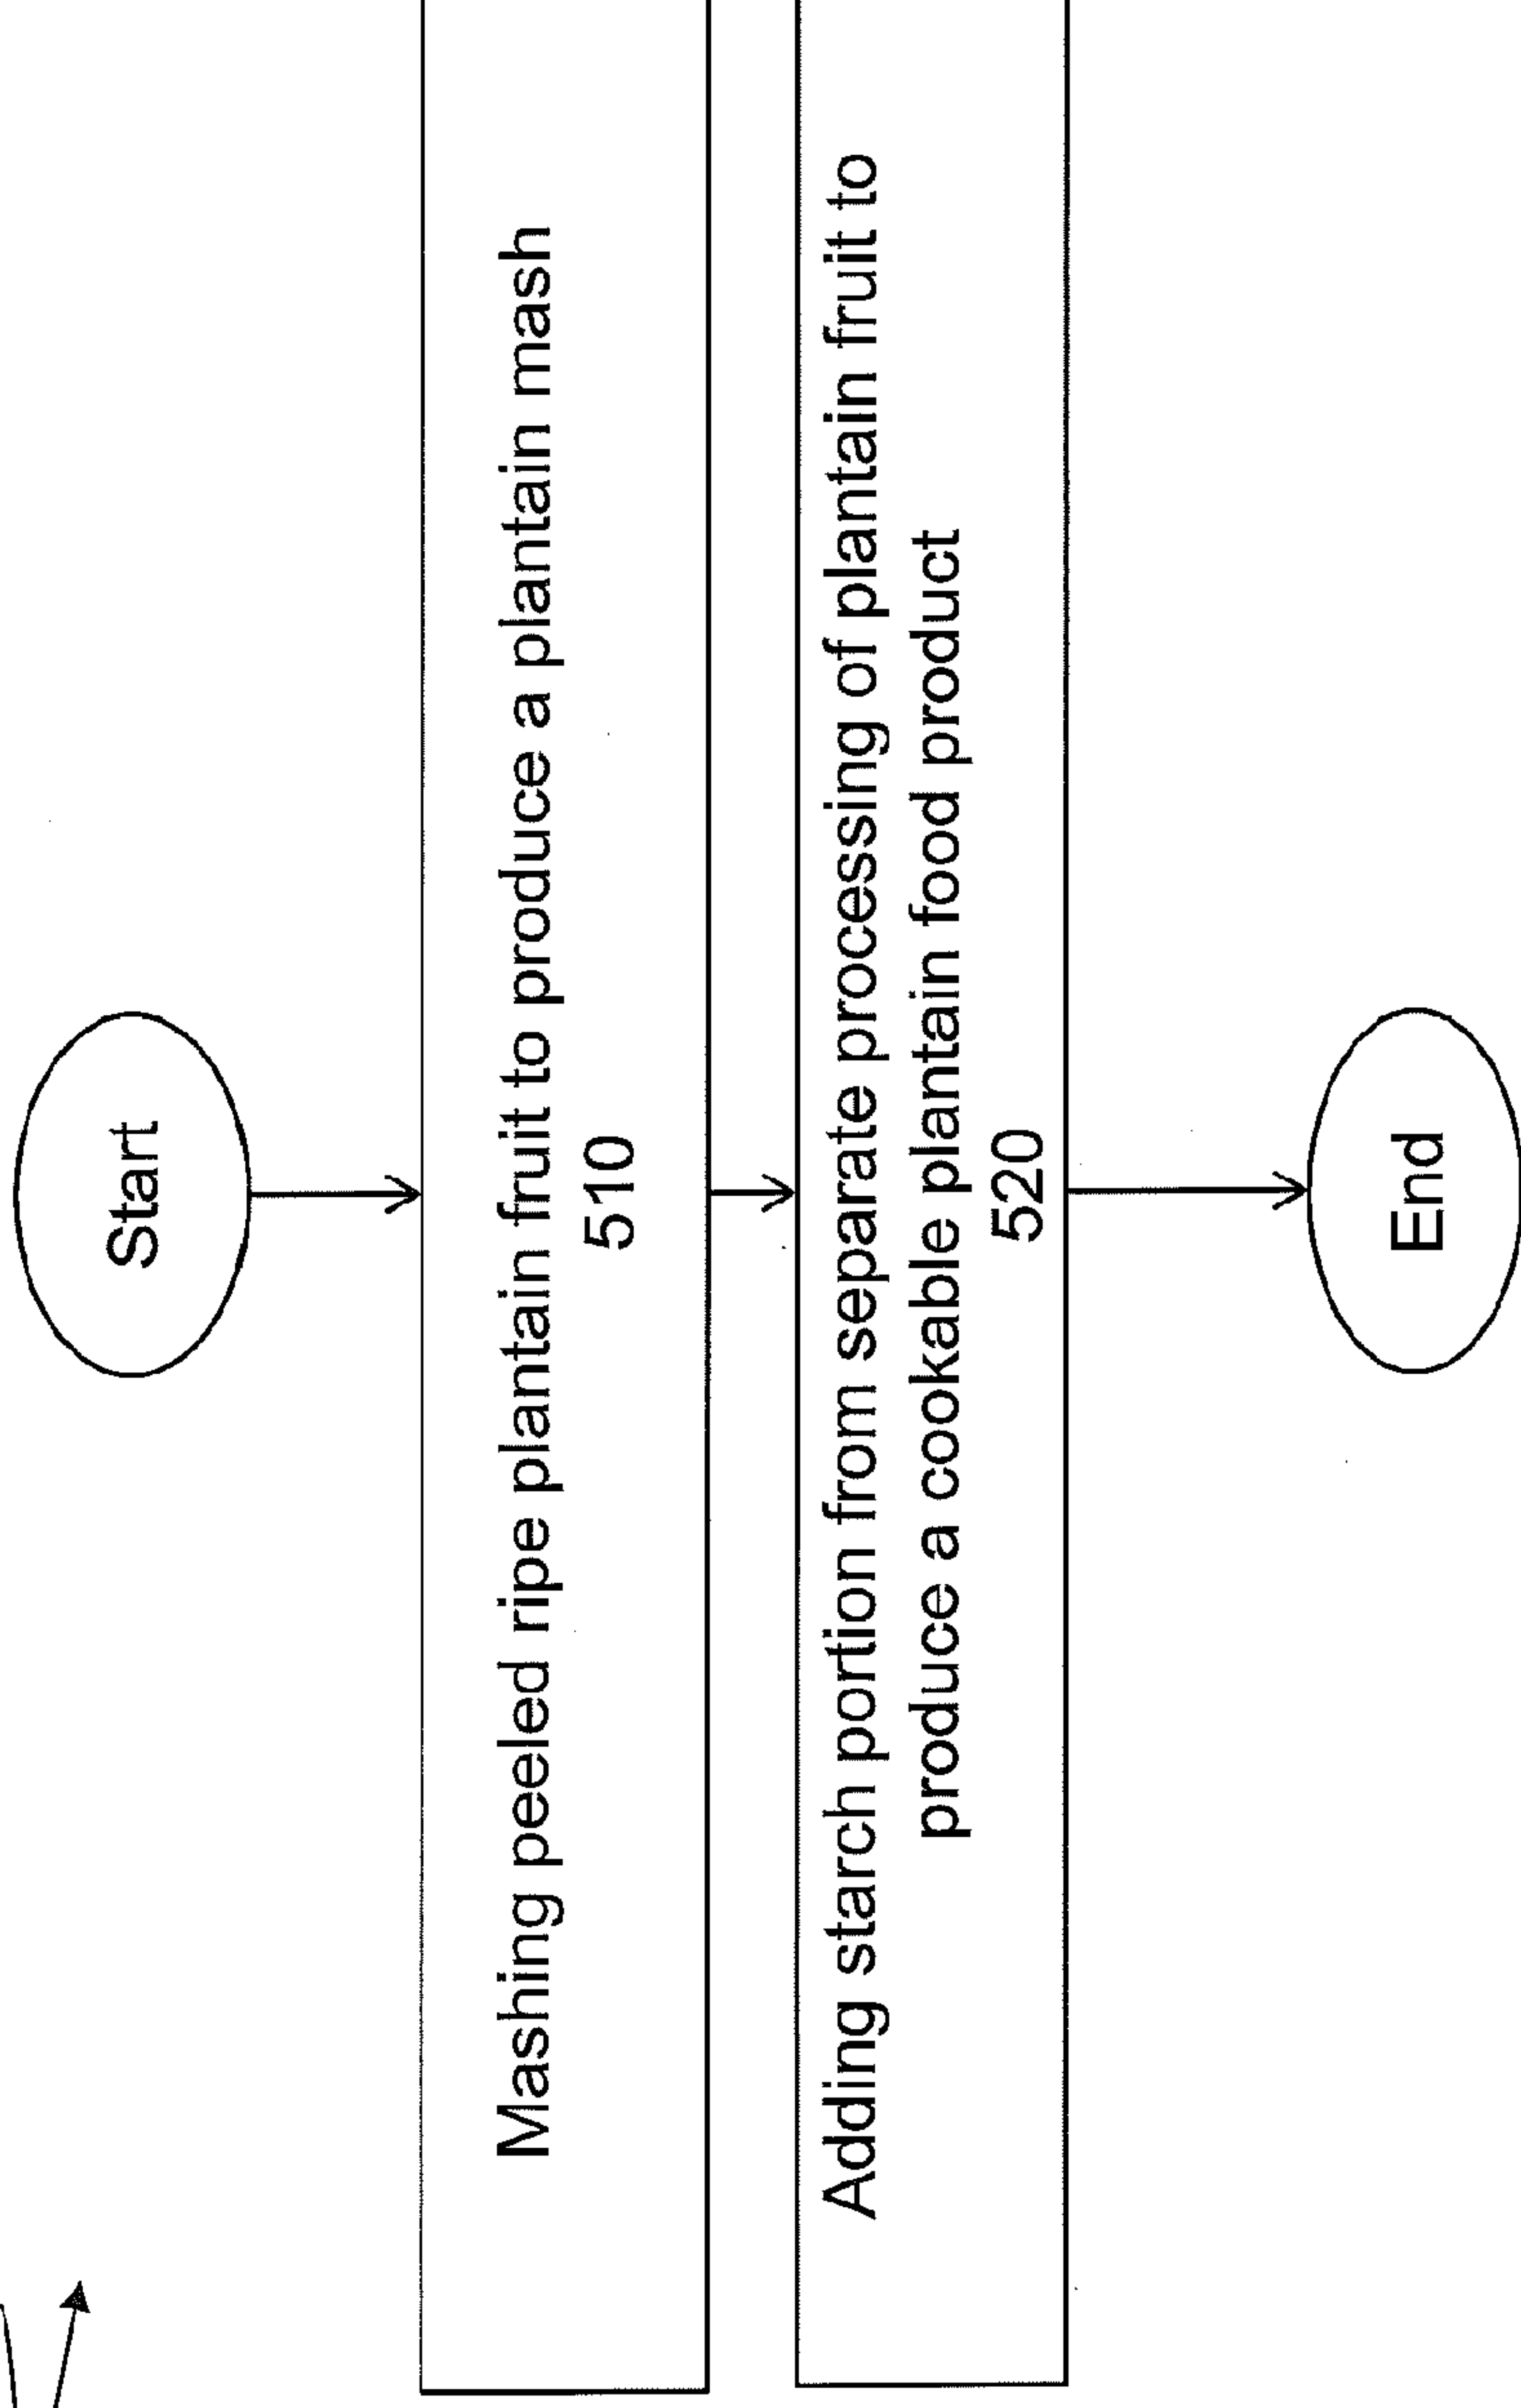 Start
Mashing peeled ripe plantain fruit to produce a plantain mash
510
Adding starch portion from separate processing of plantain fruit to
produce a cookable plantain food product
520
End